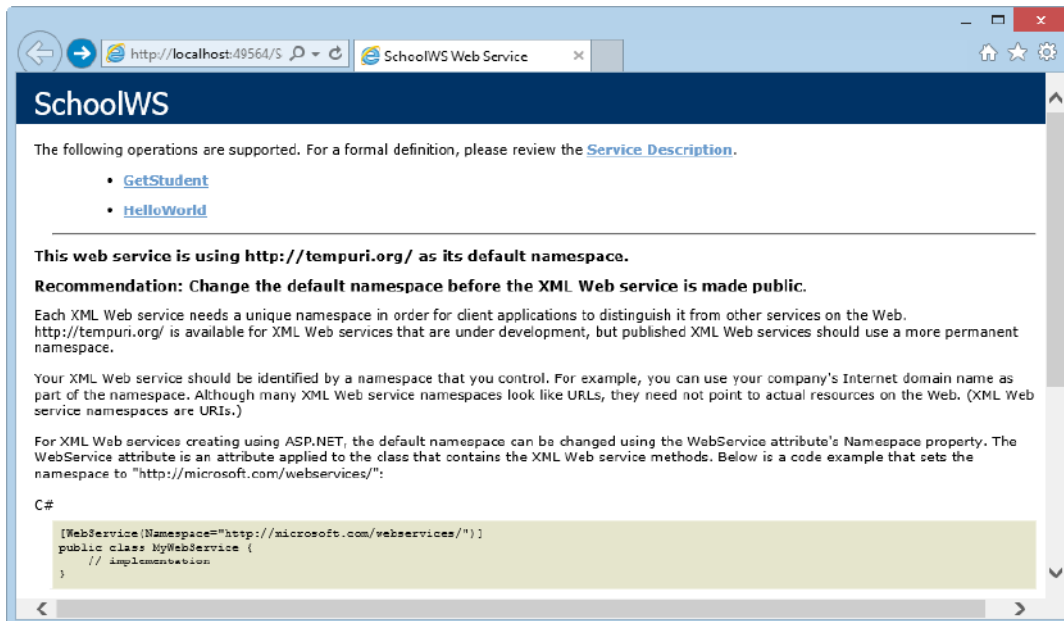 http://localhost:49564/S
SchoolWS Web Service
SchoolWS
The following operations are supported. For a formal definition, please review the Service Description.
• GetStudent
• HelloWorld
This web service is using http://tempuri.org/ as its default namespace.
Recommendation: Change the default namespace before the XML Web service is made public.
Each XML Web service needs a unique namespace in order for client applications to distinguish it from other services on the Web.
http://tempuri.org/ is available for XML Web services that are under development, but published XML Web services should use a more permanent
namespace.
Your XML Web service should be identified by a namespace that you control. For example, you can use your company's Internet domain name as
part of the namespace. Although many XML Web service namespaces look like URLs, they need not point to actual resources on the Web. (XML Web
service namespaces are URIs.)
For XML Web services creating using ASP.NET, the default namespace can be changed using the WebService attribute's Namespace property. The
WebService attribute is an attribute applied to the class that contains the XML Web service methods. Below is a code example that sets the
namespace to "http://microsoft.com/webservices/":
C#
[WebService(Namespace="http://microsoft.com/webservices/")]
public class MyWebService {
// implementation
}